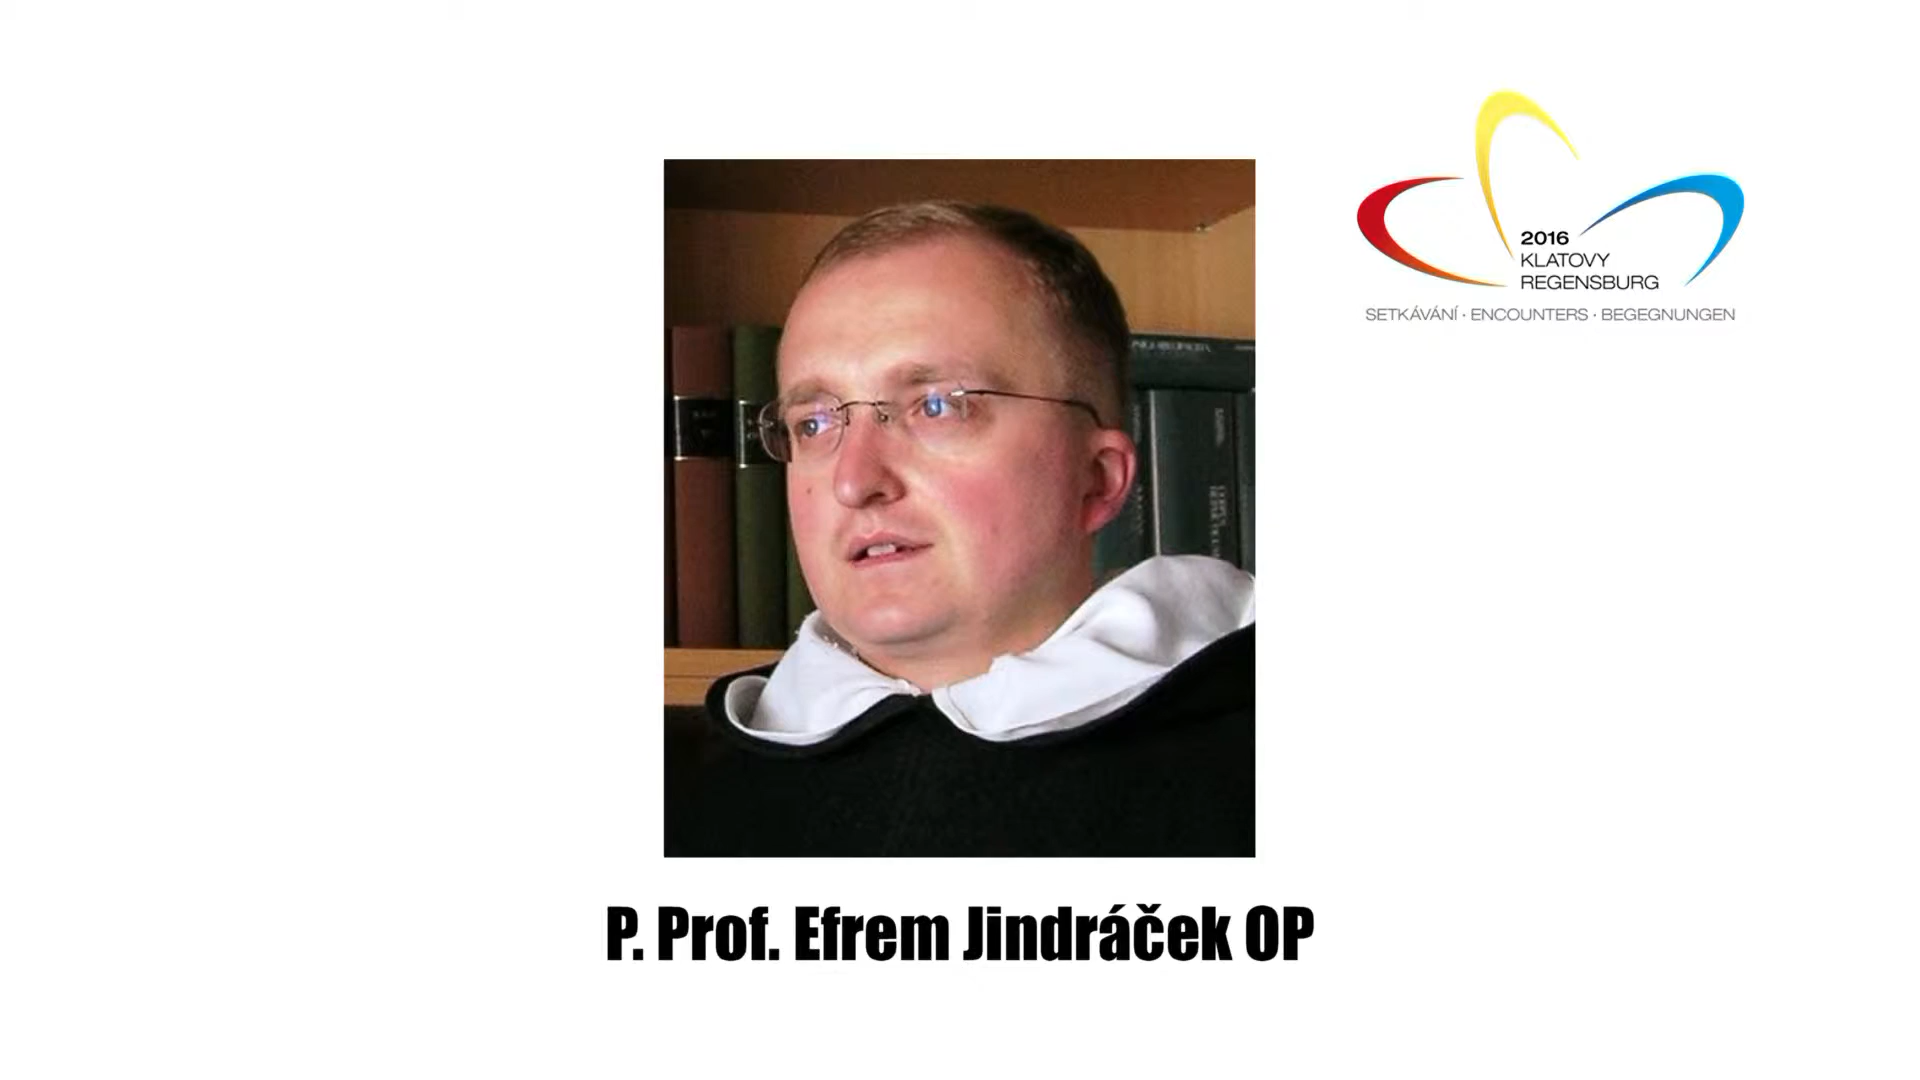 2016
KLATOVY
REGENSBURG
SETKÁVÁNÍ · ENCOUNTERS · BEGEGNUNGEN
P. Prof. Efrem Jindráček OP